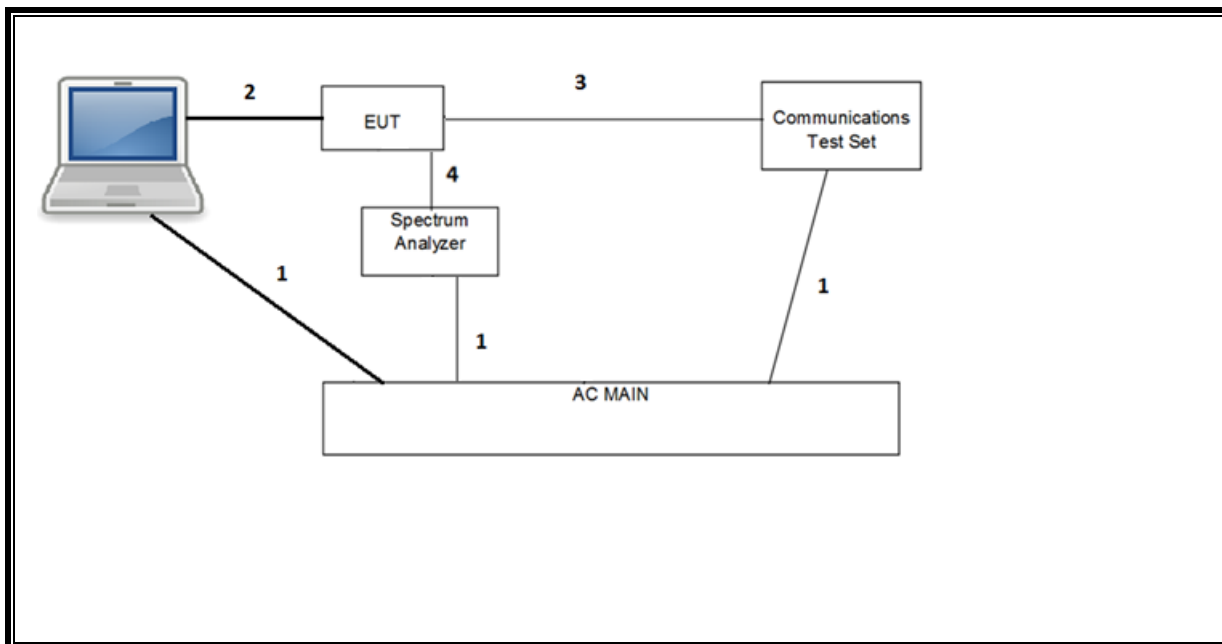 2
3
EUT
Communications
Test Set
4
Spectrum
Analyzer
1
1
1
AC MAIN